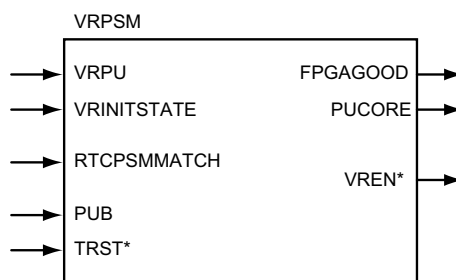 VRPSM
VRPU FPGAGOOD
VRINITSTATE PUCORE
RTCPSMMATCH
VREN*
PUB
TRST*